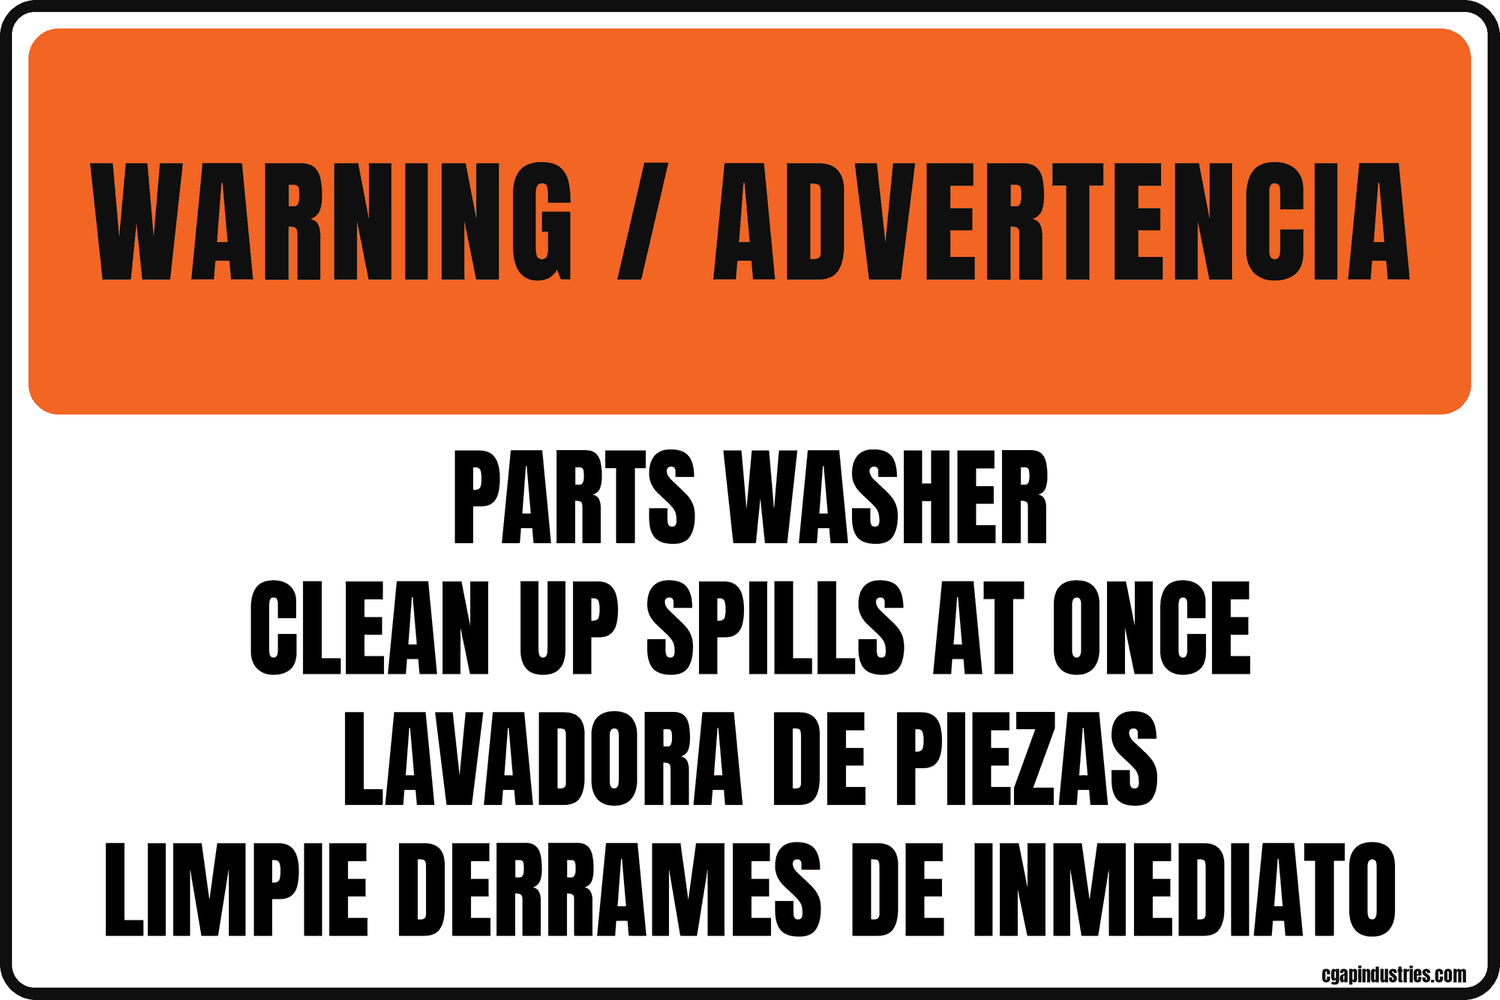 WARNING / ADVERTENCIA
PARTS WASHER
CLEAN UP SPILLS AT ONCE
LAVADORA DE PIEZAS
LIMPIE DERRAMES DE INMEDIATO
cgapindustries.com